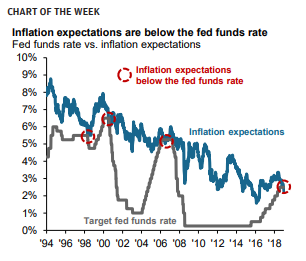 CHART OF THE WEEK
Inflation expectations are below the fed funds rate
Fed funds rate vs. inflation expectations
10%
9%
8%
7%
6%
5%
4%
3%
2%
1%
0%
Inflation expectations
below the fed funds rate
Inflation expectations
Target fed funds rate
'94 '96 '98 '00 '02 '04 '06 '08 '10 '12 '14 '16 '18